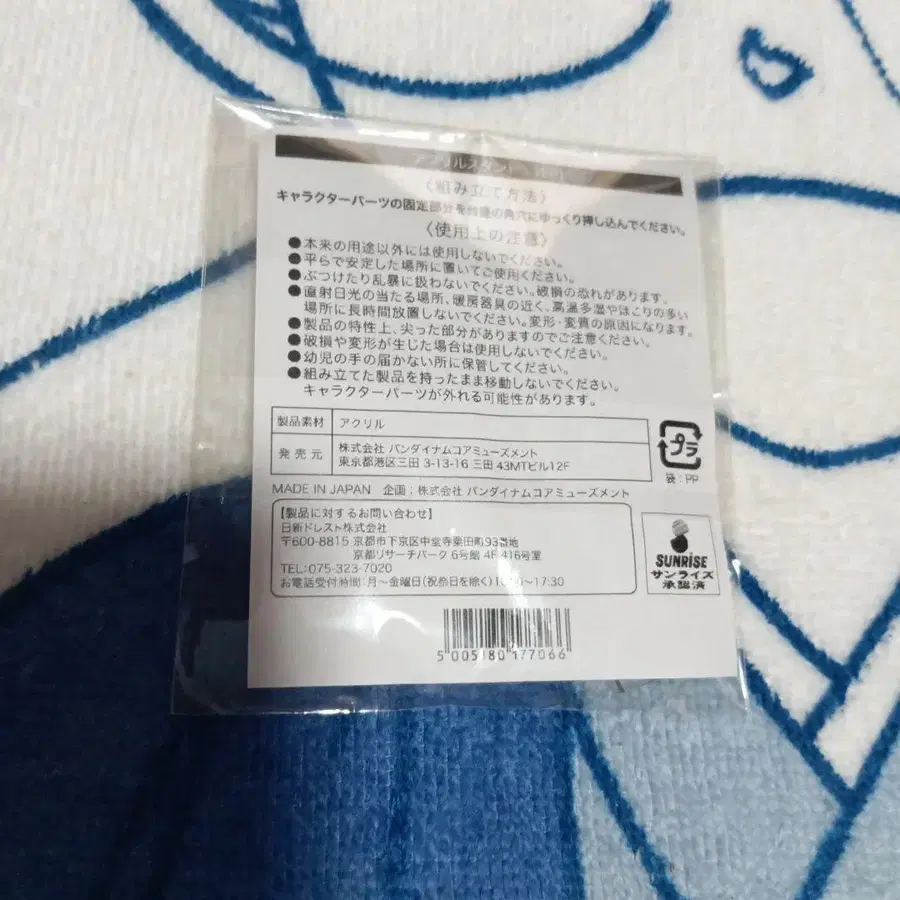 アクリルスタンド
〈組み立て方法〉
キャラクターパーツの固定部分を台座の角穴にゆっくり押し込んでください。
〈使用上の注意〉
●本来の用途以外には使用しないでください。
●平らで安定した場所に置いてご使用ください。
●ぶつけたり乱暴に扱わないでください。破損の恐れがあります。
●直射日光の当たる場所、暖房器具の近く、高温多湿やほこりの多い
場所に長時間放置しないでください。変形・変質の原因になります。
●製品の特性上、尖った部分がありますのでご注意ください。
●破損や変形が生じた場合は使用しないでください。
●幼児の手の届かない所に保管してください。
●組み立てた製品を持ったまま移動しないでください。
キャラクターパーツが外れる可能性があります。
製品素材 アクリル
発売元 株式会社 バンダイナムコアミューズメント
東京都港区三田 3-13-16 三田 43MTビル12F
プラ
袋：PP
MADE IN JAPAN 企画：株式会社 バンダイナムコアミューズメント
【製品に対するお問い合わせ】
日新ドレスト株式会社
〒600-8815 京都市下京区中堂寺粟田町93番地
京都リサーチパーク 6号館 4F 416号室
TEL:075-323-7020
お電話受付時間：月～金曜日(祝祭日を除く) 10:00～17:30
SUNRISE
サンライズ
承認済
5 005180 177066